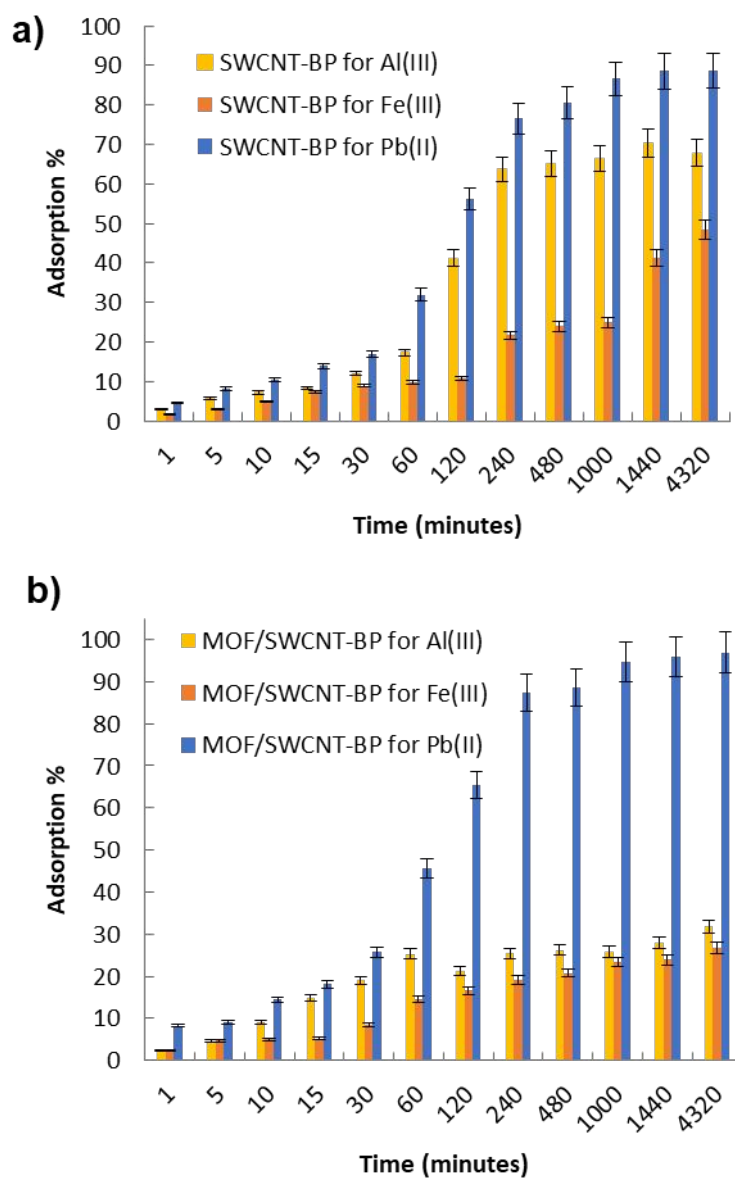 a)
100
90
80
70
60
50
40
30
20
10
0
Adsorption %
SWCNT-BP for Al(III)
SWCNT-BP for Fe(III)
SWCNT-BP for Pb(II)
1 5 10 15 30 60 120 240 480 1000 1440 4320
Time (minutes)
b)
100
90
80
70
60
50
40
30
20
10
0
Adsorption %
MOF/SWCNT-BP for Al(III)
MOF/SWCNT-BP for Fe(III)
MOF/SWCNT-BP for Pb(II)
1 5 10 15 30 60 120 240 480 1000 1440 4320
Time (minutes)